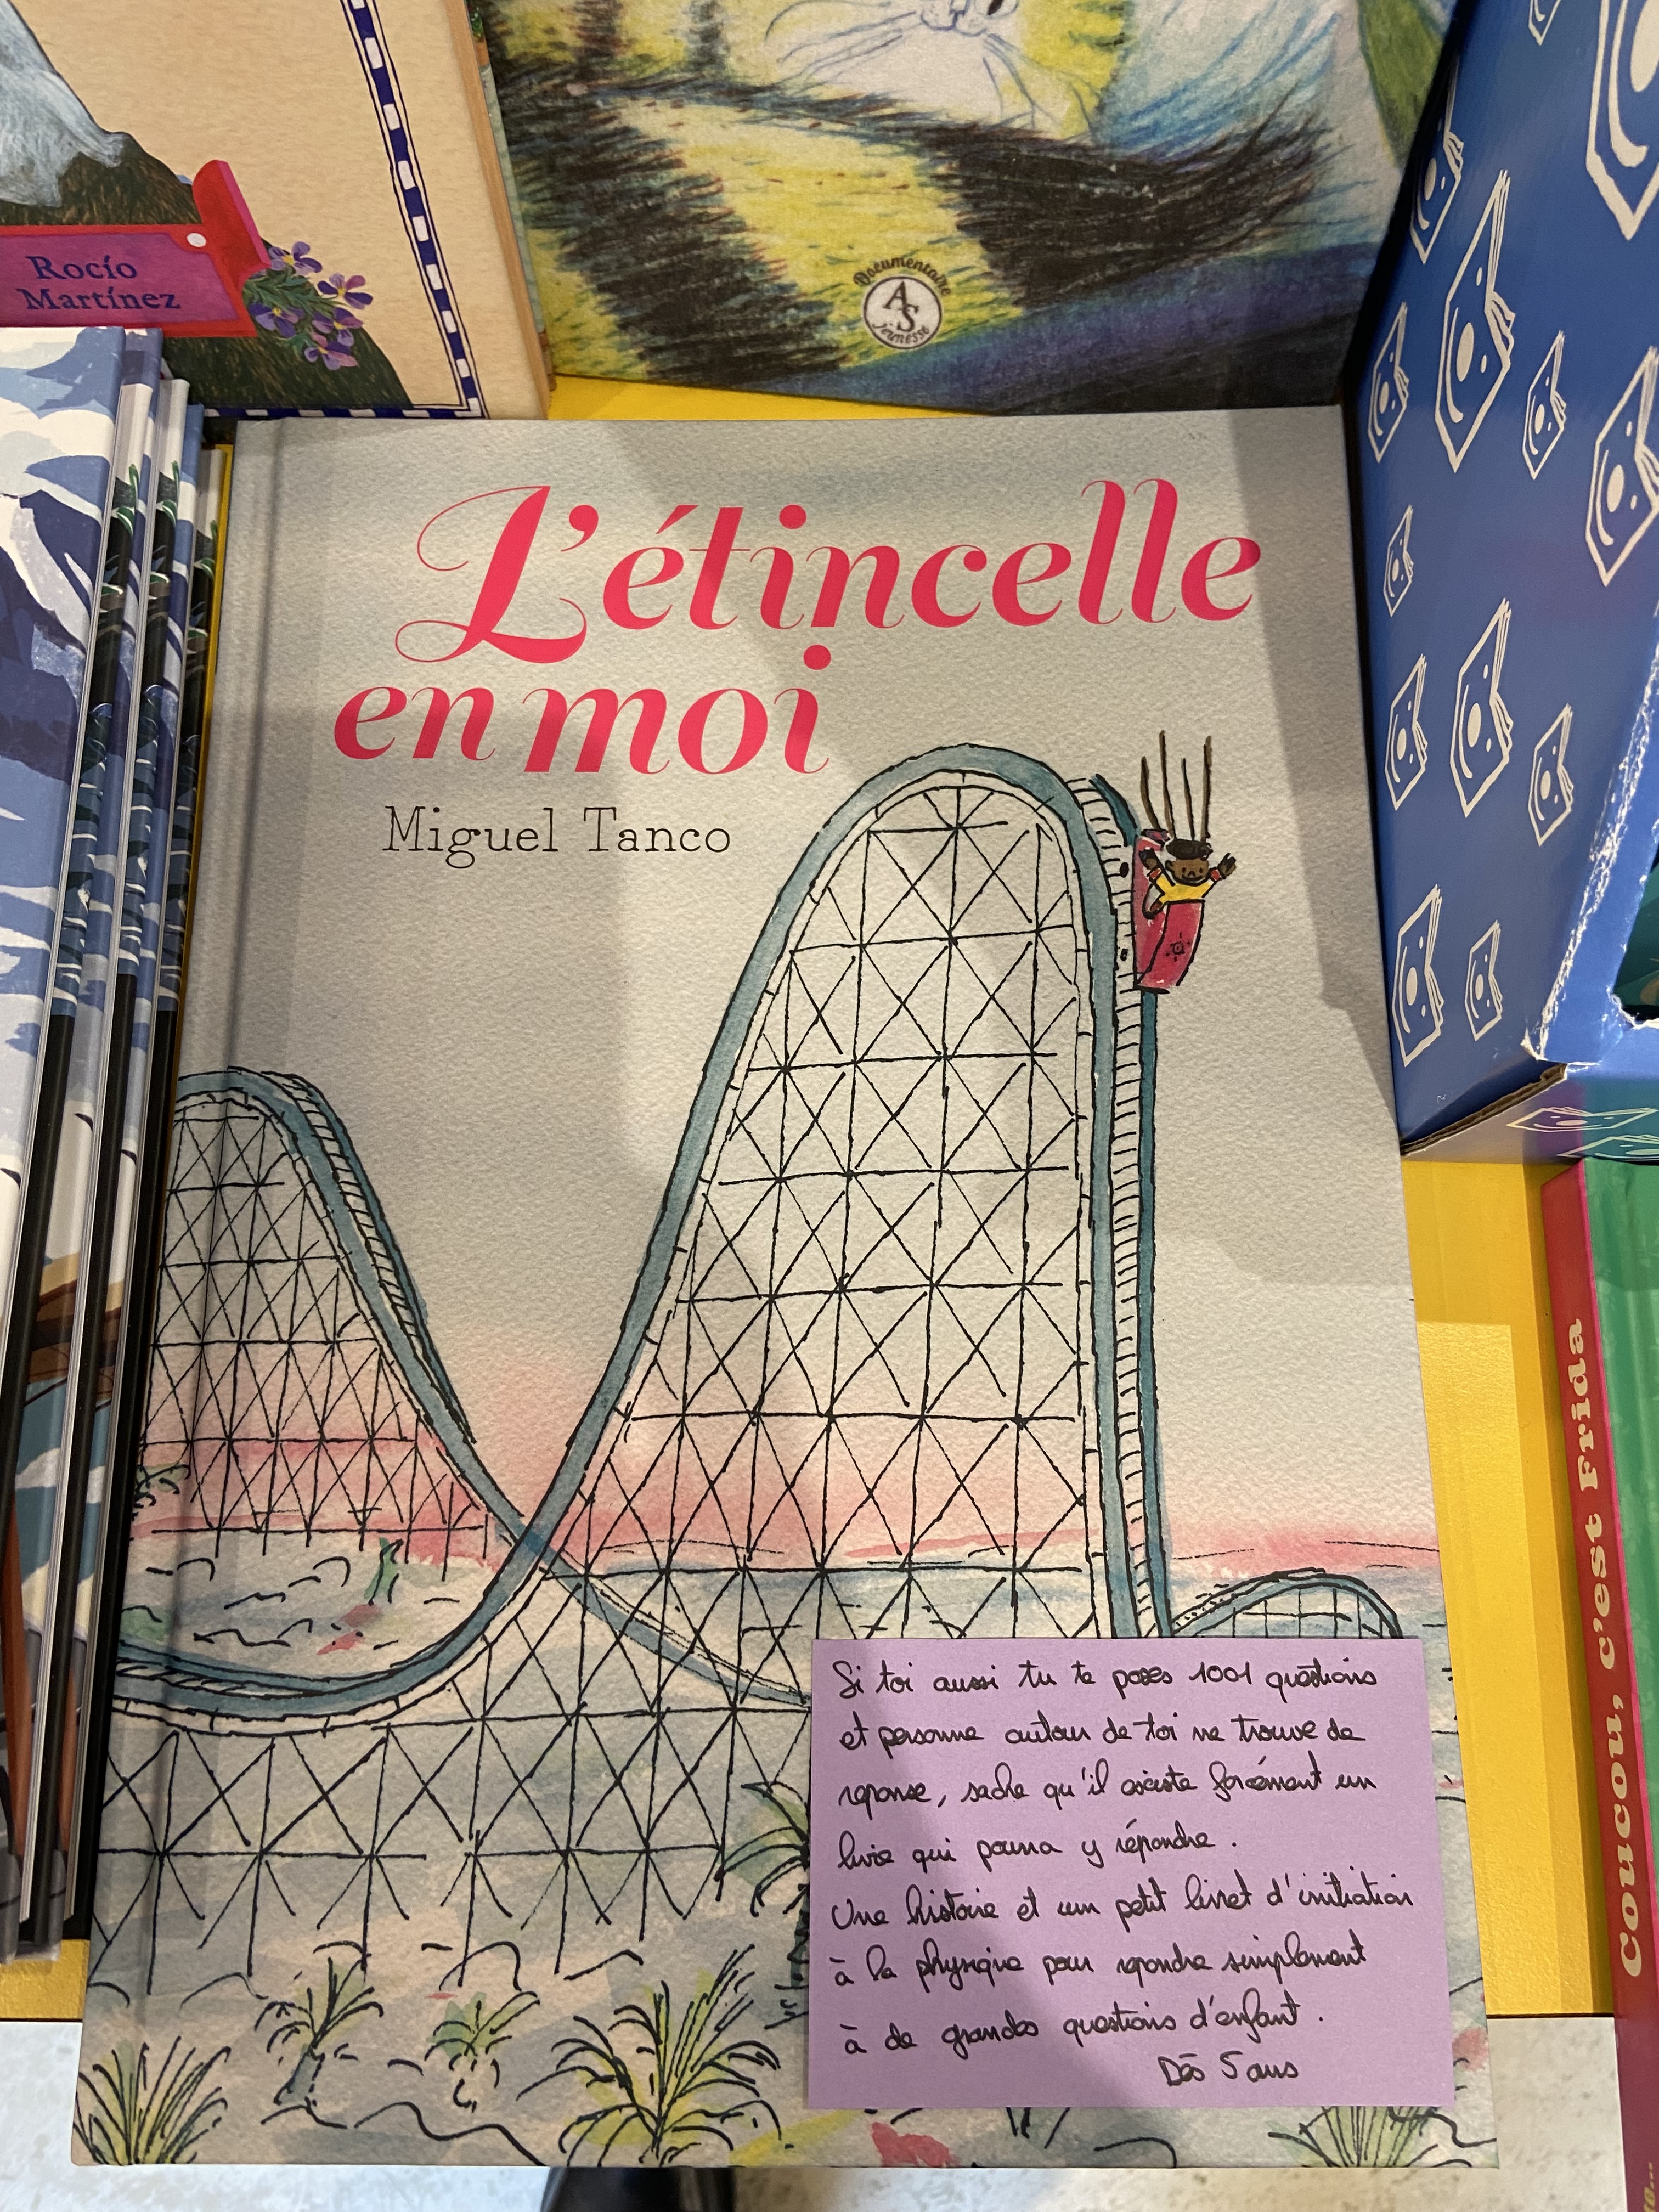 Rocío
Martínez
Documentaire
AS
jeunesse
L'étincelle
en moi
Miguel Tanco
Si toi aussi tu te poses 1001 questions
et personne autour de toi ne trouve de
reponse, sache qu'il existe forcément un
livre qui pourra y répondre.
Une histoire et un petit livret d'initiation
à la physique pour repondre simplement
à de grandes questions d'enfant.
Dès 5 ans
Coucou, c'est Frida